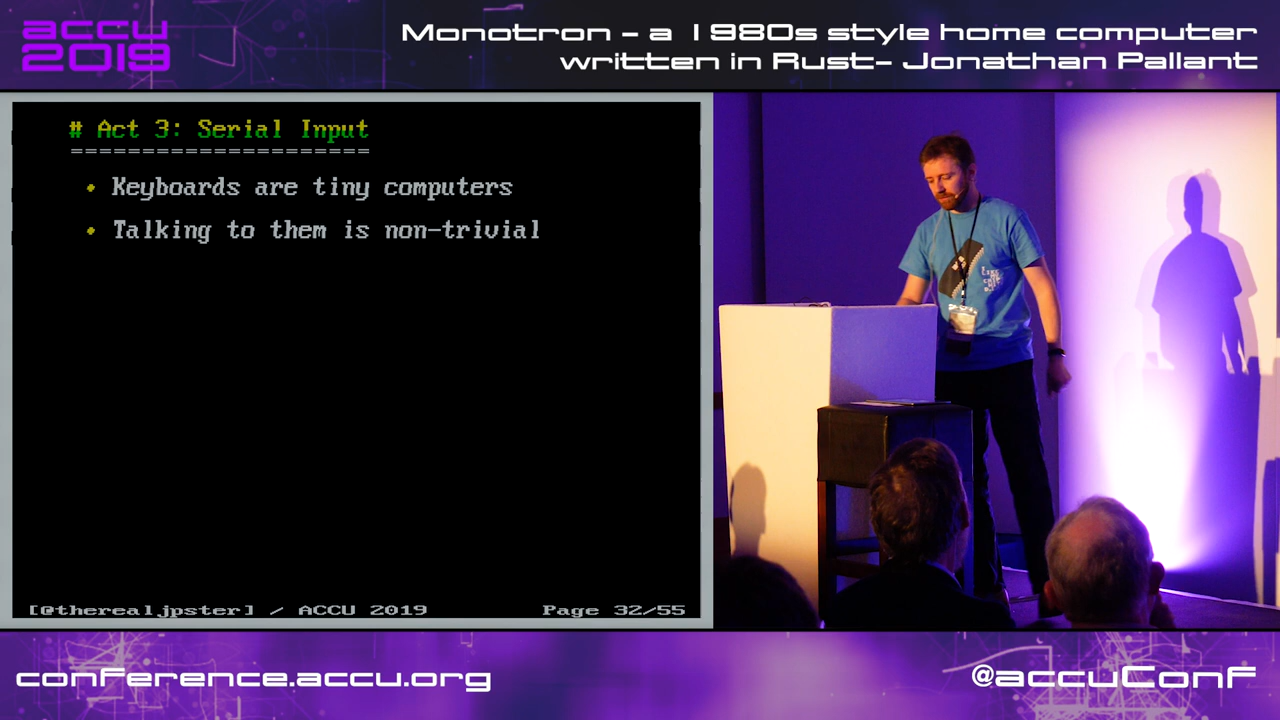 accu
2019
Monotron - a 1980s style home computer
written in Rust- Jonathan Pallant
# Act 3: Serial Input
=====================
• Keyboards are tiny computers
• Talking to them is non-trivial
[@therealjpster] / ACCU 2019
Page 32/55
conference.accu.org
@accuConf